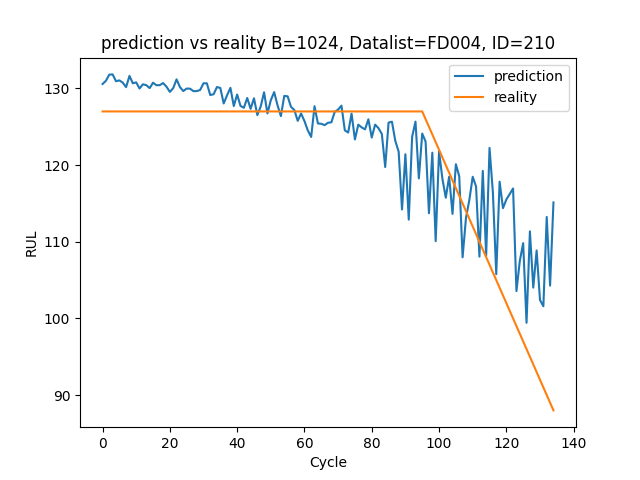 prediction vs reality B=1024, Datalist=FD004, ID=210
prediction
reality
130
120
110
100
90
RUL
0 20 40 60 80 100 120 140
Cycle